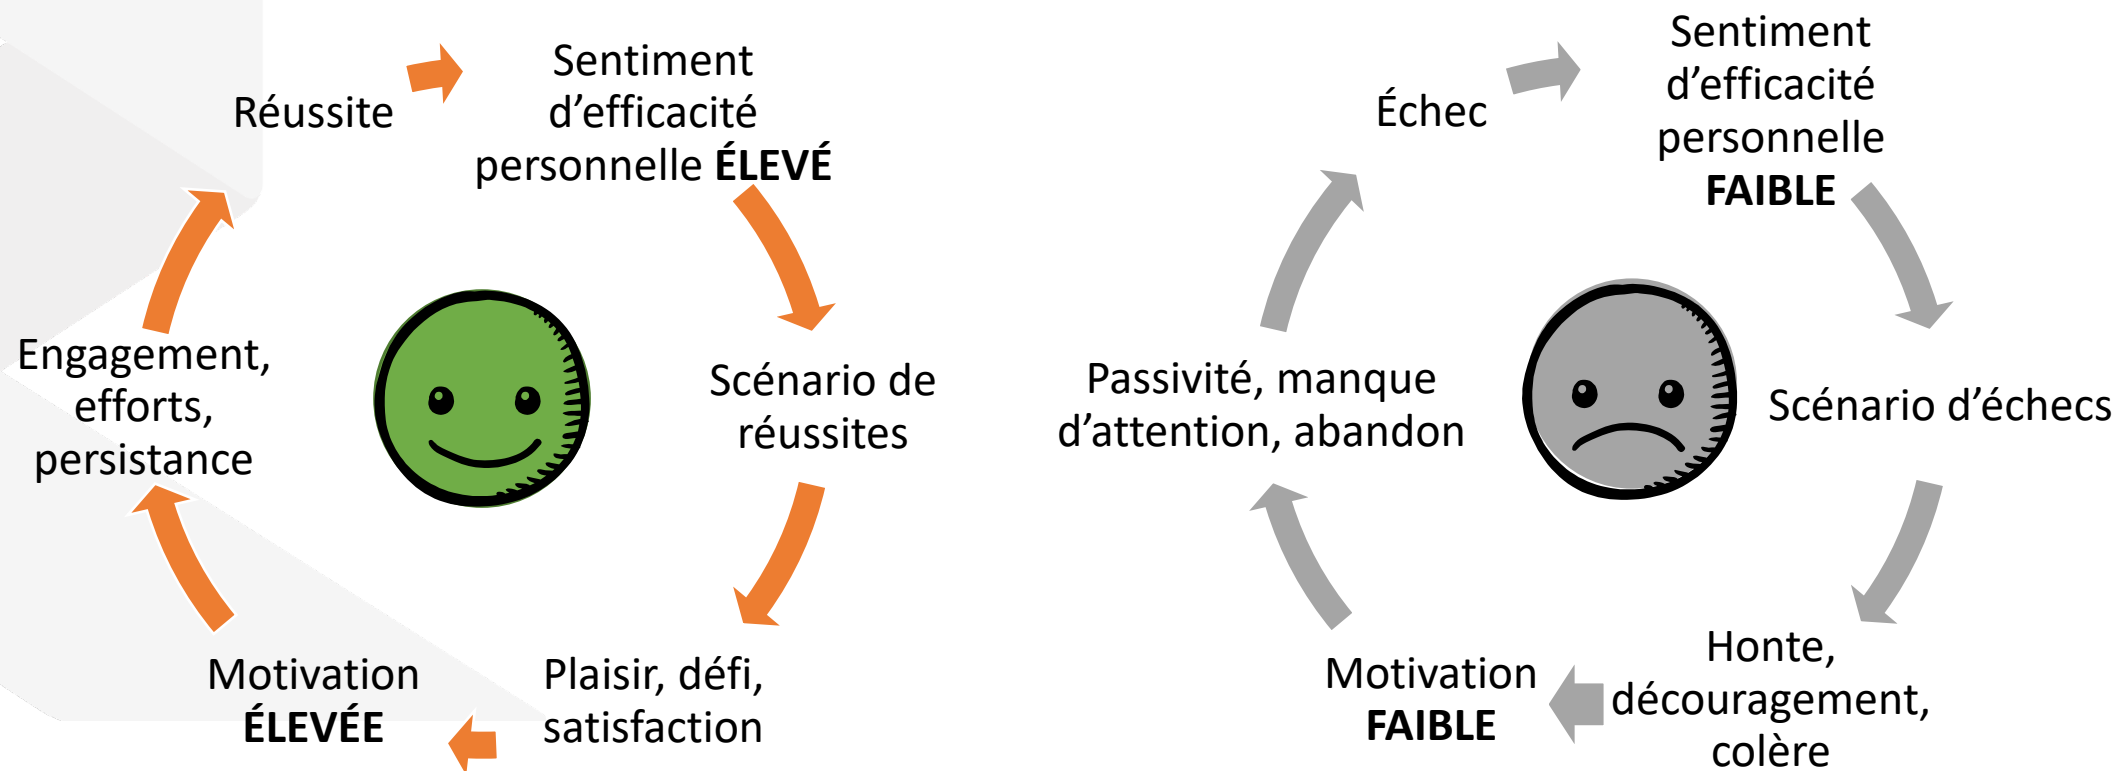 Réussite
Sentiment
d’efficacité
personnelle ÉLEVÉ
Scénario de
réussites
Plaisir, défi,
satisfaction
Motivation
ÉLEVÉE
Engagement,
efforts,
persistance
Échec
Sentiment
d’efficacité
personnelle
FAIBLE
Scénario d’échecs
Honte,
découragement,
colère
Motivation
FAIBLE
Passivité, manque
d’attention, abandon